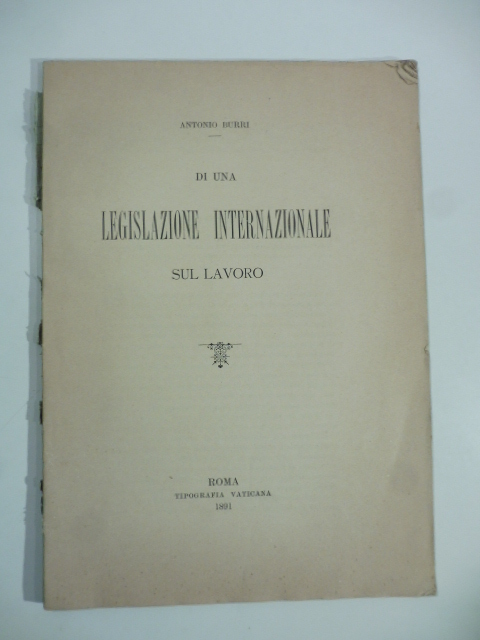 ANTONIO BURRI
DI UNA
LEGISLAZIONE INTERNAZIONALE
SUL LAVORO
ROMA
TIPOGRAFIA VATICANA
1891